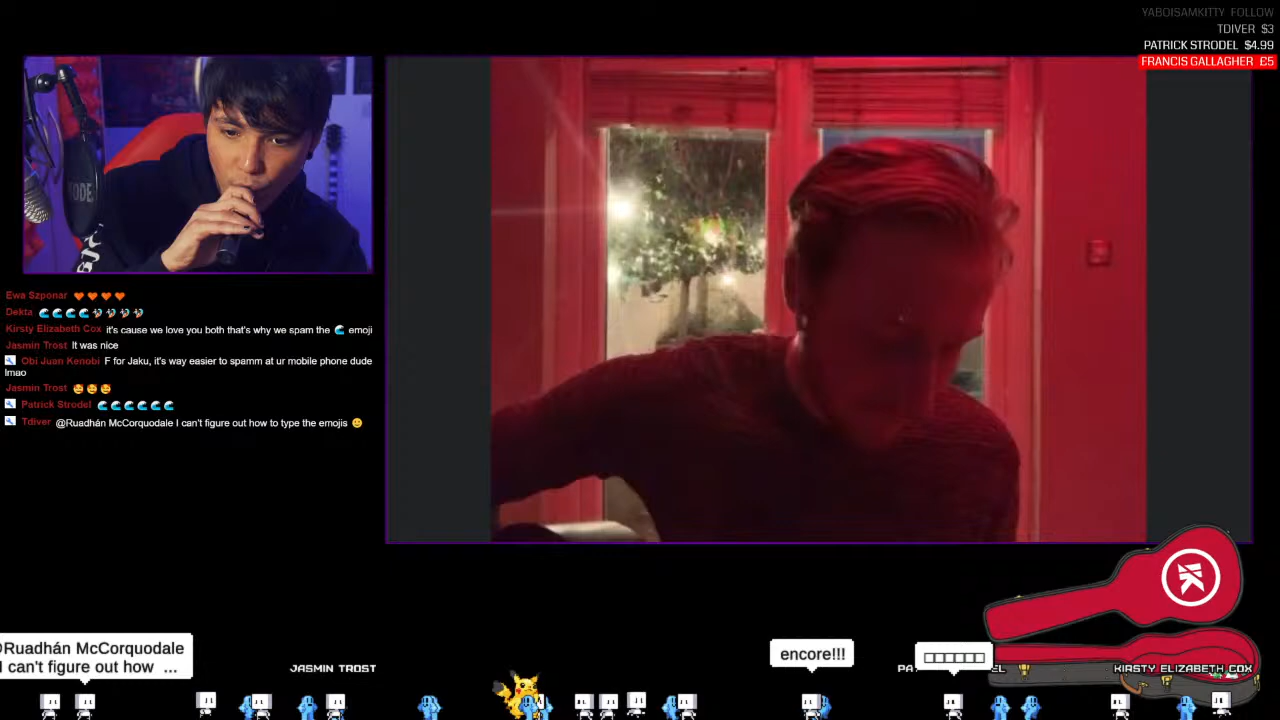 YABOISAMKITTY FOLLOW
TDIVER $3
PATRICK STRODEL $4.99
FRANCIS GALLAGHER £5
MODE
Ewa Szponar 🧡🧡🧡🧡
Dekta 🌊🌊🌊🌊🏄🏄🏄🏄
Kirsty Elizabeth Cox it's cause we love you both that's why we spam the 🌊 emoji
Jasmin Trost It was nice
Obi Juan Kenobi F for Jaku, it's way easier to spamm at ur mobile phone dude
lmao
Jasmin Trost 🥰🥰🥰
Patrick Strodel 🌊🌊🌊🌊🌊🌊
Tdiver @Ruadhán McCorquodale I can't figure out how to type the emojis 🙂
@Ruadhán McCorquodale
I can't figure out how ...
encore!!!
□□□□□□
JASMIN TROST
KIRSTY ELIZABETH COX